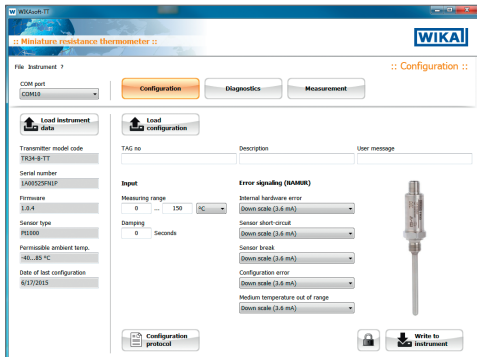 WIKAsoft-TT
:: Miniature resistance thermometer ::
WIKAI
File Instrument ?
:: Configuration ::
COM port
COM10
Configuration
Diagnostics
Measurement
Load instrument data
Load configuration
Transmitter model code
TR34-B-TT
Serial number
1A00525FN1P
Firmware
1.0.4
Sensor type
Pt1000
Permissible ambient temp.
-40...85 ºC
Date of last configuration
6/17/2015
TAG no
Description
User message
Input
Measuring range
0 ... 150 ºC
Damping
0 Seconds
Error signaling (NAMUR)
Internal hardware error
Down scale (3.6 mA)
Sensor short-circuit
Down scale (3.6 mA)
Sensor break
Down scale (3.6 mA)
Configuration error
Down scale (3.6 mA)
Medium temperature out of range
Down scale (3.6 mA)
Configuration protocol
Write to instrument